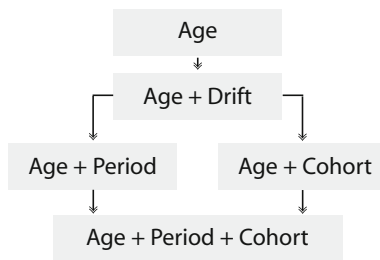 Age
Age + Drift
Age + Period
Age + Cohort
Age + Period + Cohort